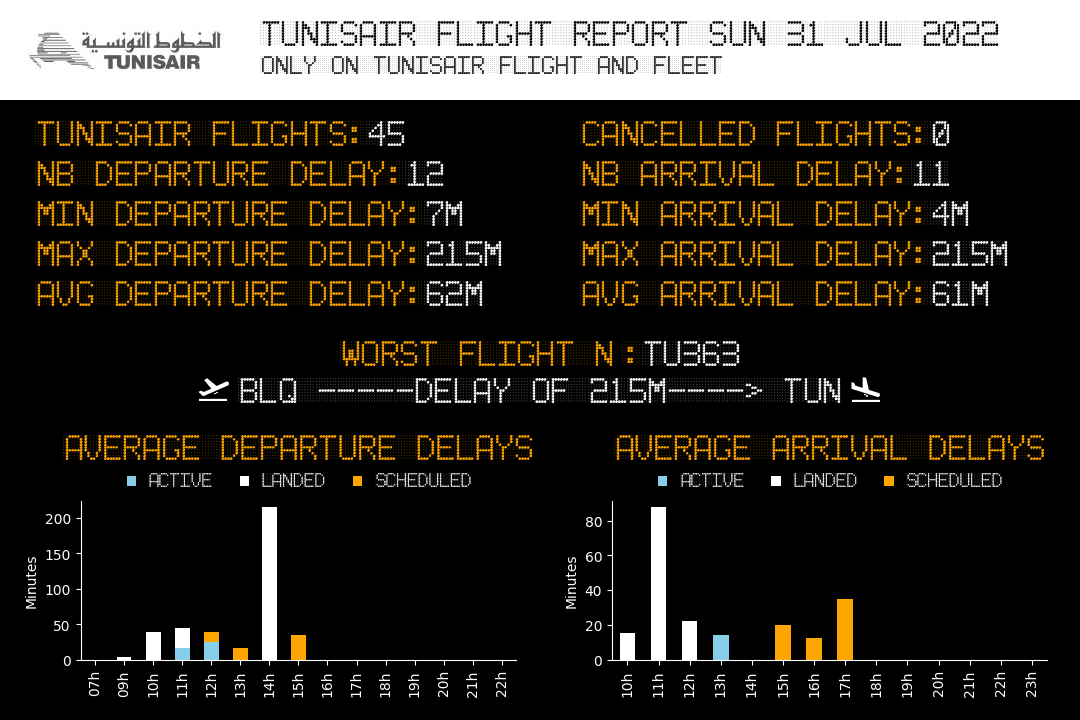 الخطوط التونسية
TUNISAIR
TUNISAIR FLIGHT REPORT SUN 31 JUL 2022
ONLY ON TUNISAIR FLIGHT AND FLEET
TUNISAIR FLIGHTS:45
CANCELLED FLIGHTS:0
NB DEPARTURE DELAY:12
NB ARRIVAL DELAY:11
MIN DEPARTURE DELAY:7M
MIN ARRIVAL DELAY:4M
MAX DEPARTURE DELAY:215M
MAX ARRIVAL DELAY:215M
AVG DEPARTURE DELAY:62M
AVG ARRIVAL DELAY:61M
WORST FLIGHT N :TU363
BLQ -----DELAY OF 215M----> TUN
AVERAGE DEPARTURE DELAYS
ACTIVE LANDED SCHEDULED
Minutes
200
150
100
50
0
07h 09h 10h 11h 12h 13h 14h 15h 16h 17h 18h 19h 20h 21h 22h
AVERAGE ARRIVAL DELAYS
ACTIVE LANDED SCHEDULED
Minutes
80
60
40
20
0
10h 11h 12h 13h 14h 15h 16h 17h 18h 19h 20h 21h 22h 23h